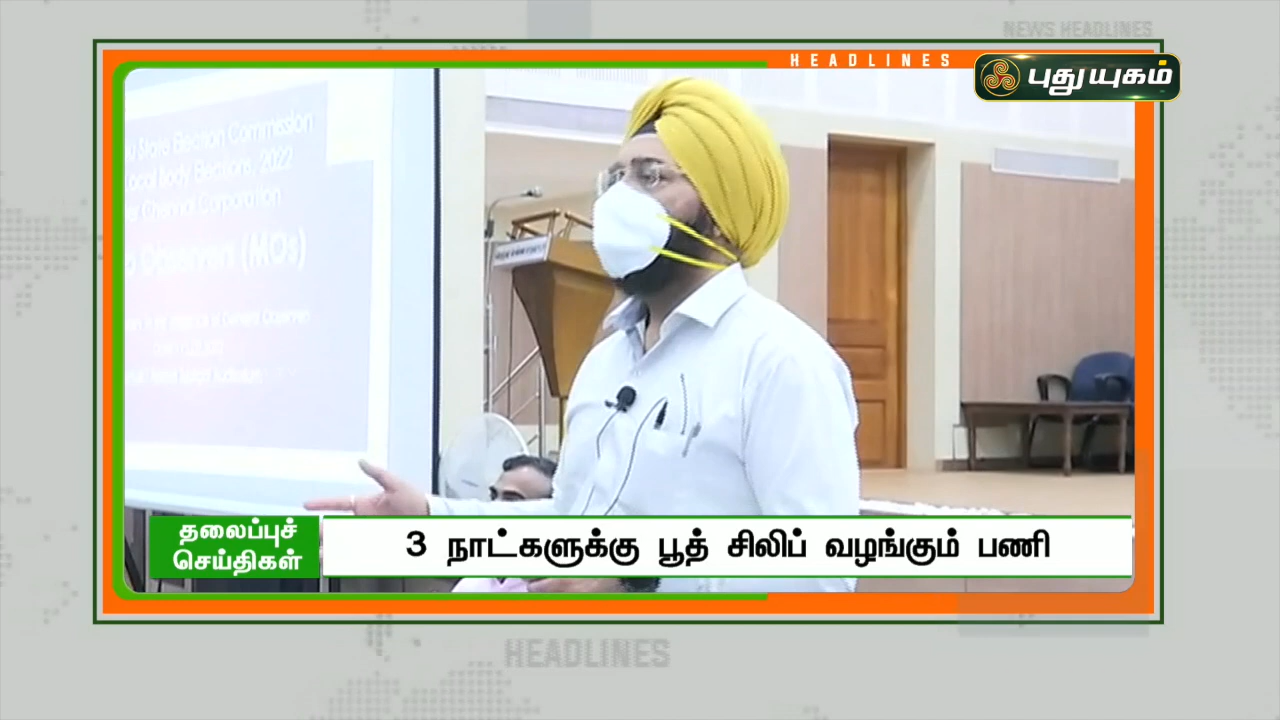 NEWS HEADLINES
HEADLINES
புதுயுகம்
State Election Commission
Local Body Elections, 2022
Chennai Corporation
Observers (MOs)
தலைப்புச்
செய்திகள்
3 நாட்களுக்கு பூத் சிலிப் வழங்கும் பணி
HEADLINES